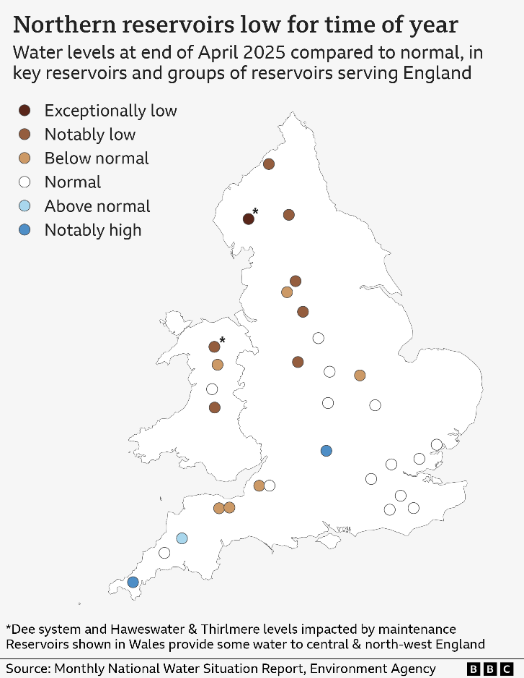 Northern reservoirs low for time of year
Water levels at end of April 2025 compared to normal, in
key reservoirs and groups of reservoirs serving England
Exceptionally low
Notably low
Below normal
Normal
Above normal
Notably high
*
*
*Dee system and Haweswater & Thirlmere levels impacted by maintenance
Reservoirs shown in Wales provide some water to central & north-west England
Source: Monthly National Water Situation Report, Environment Agency
BBC